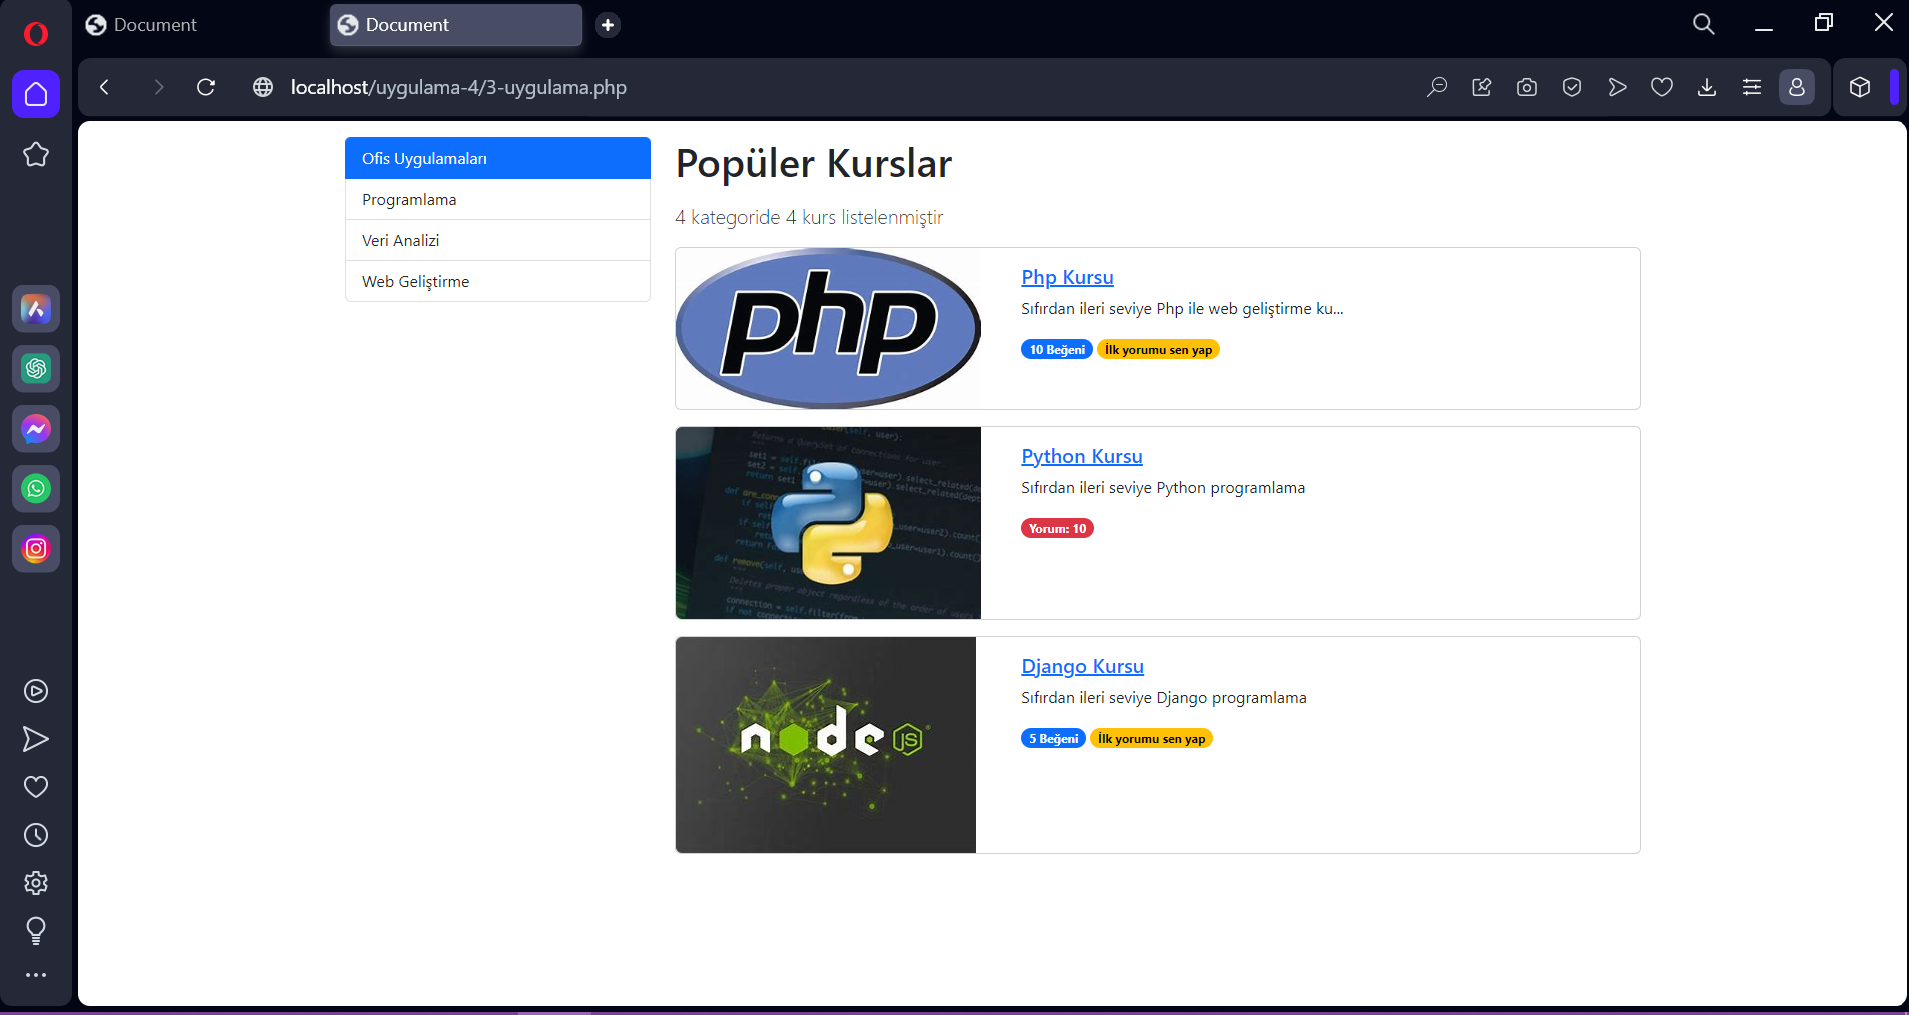 Document
Document
localhost/uygulama-4/3-uygulama.php
Ofis Uygulamaları
Programlama
Veri Analizi
Web Geliştirme
Popüler Kurslar
4 kategoride 4 kurs listelenmiştir
php
Php Kursu
Sıfırdan ileri seviye Php ile web geliştirme ku...
10 Beğeni İlk yorumu sen yap
Python Kursu
Sıfırdan ileri seviye Python programlama
Yorum: 10
node JS
Django Kursu
Sıfırdan ileri seviye Django programlama
5 Beğeni İlk yorumu sen yap